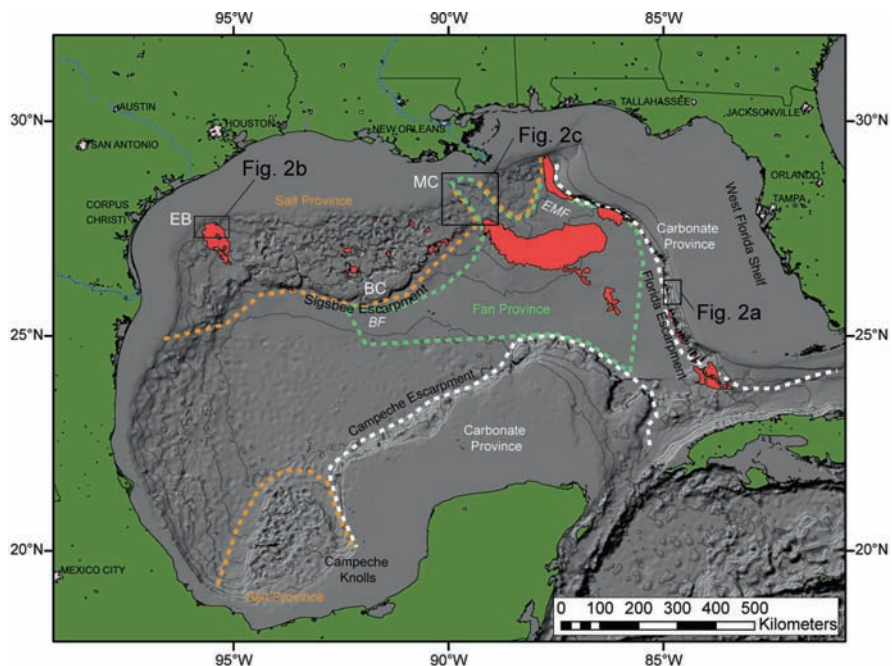 95°W
90°W
85°W
30°N
25°N
20°N
30°N
25°N
20°N
AUSTIN
SAN ANTONIO
HOUSTON
CORPUS
CHRISTI
NEW ORLEANS
TALLAHASSEE
JACKSONVILLE
ORLANDO
TAMPA
Fig. 2b
Fig. 2c
MC
EB
Salt Province
EMF
Carbonate
Province
West Florida Shelf
BC
Sigsbee Escarpment
BF
Fan Province
Florida Escarpment
Fig. 2a
Campeche Escarpment
Carbonate
Province
MEXICO CITY
Campeche
Knolls
Salt Province
0 100 200 300 400 500
Kilometers
95°W
90°W
85°W